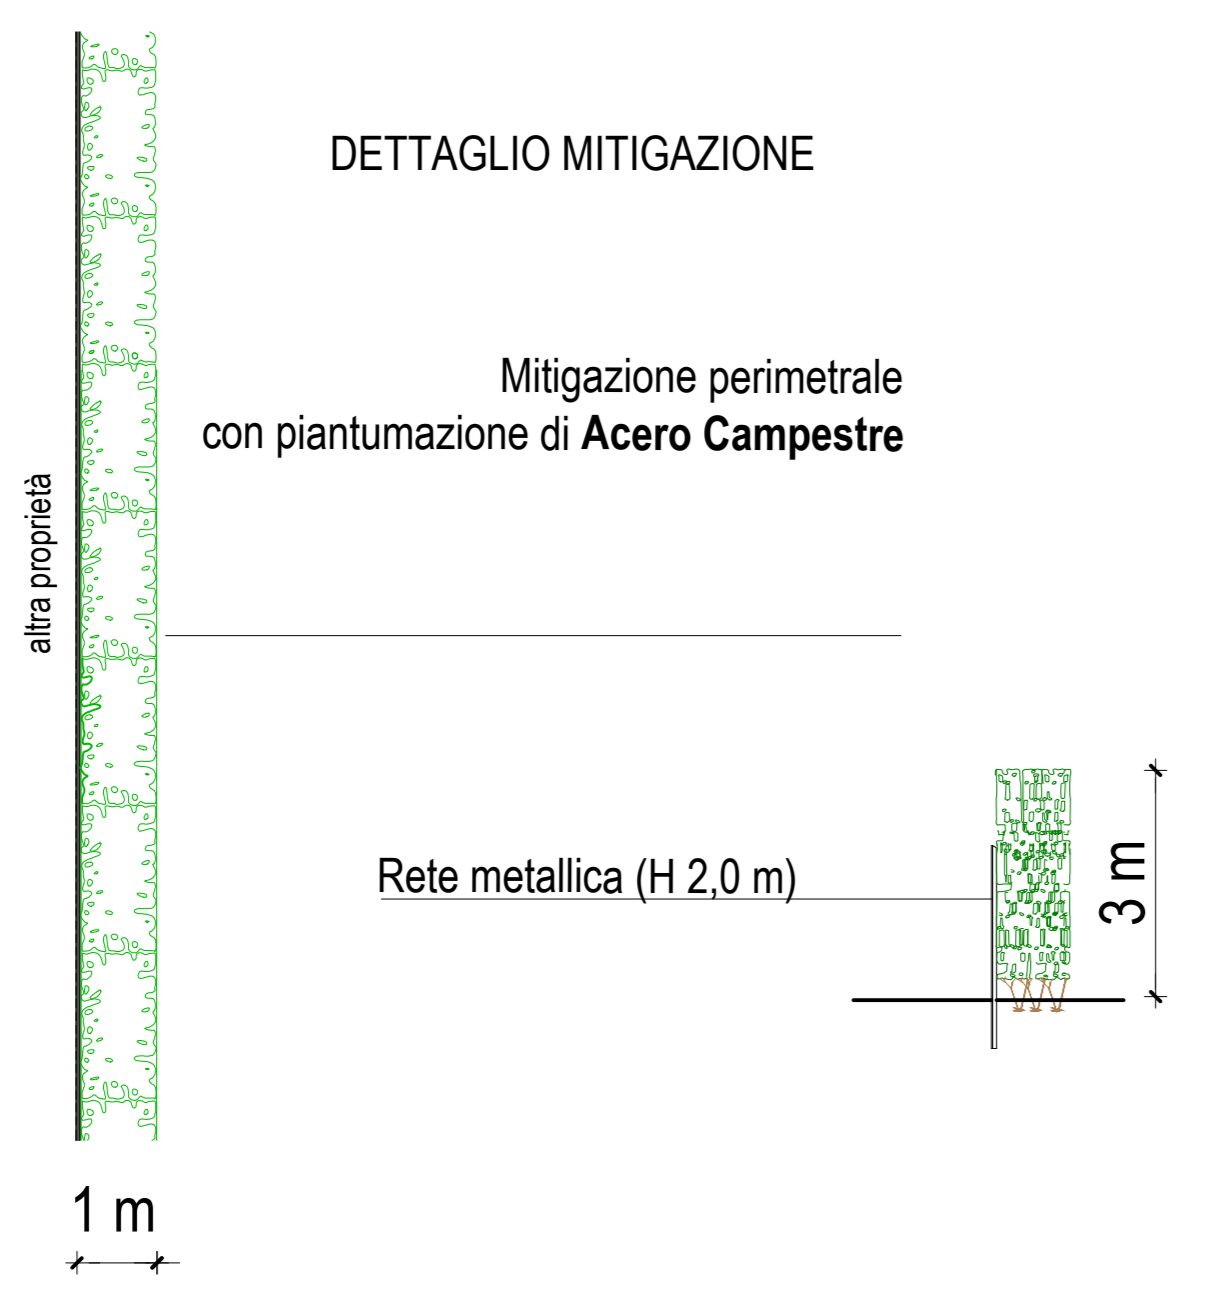 DETTAGLIO MITIGAZIONE
Mitigazione perimetrale
con piantumazione di Acero Campestre
altra proprietà
Rete metallica (H 2,0 m)
3 m
1 m